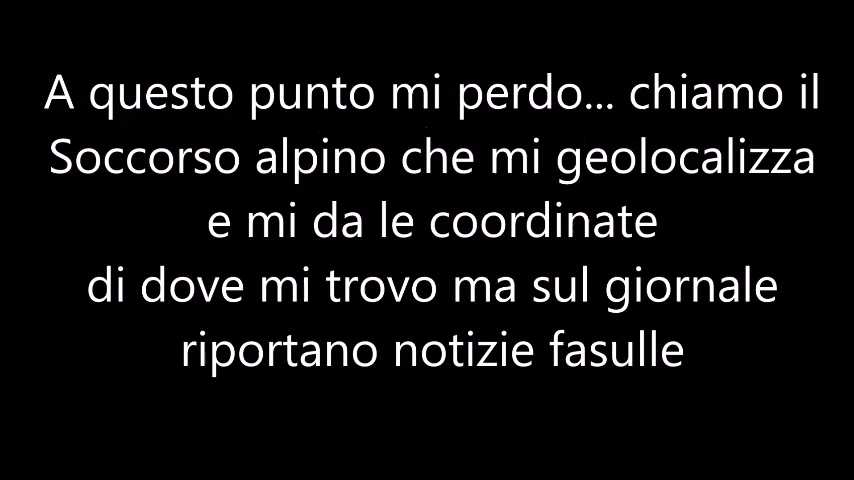 A questo punto mi perdo... chiamo il
Soccorso alpino che mi geolocalizza
e mi da le coordinate
di dove mi trovo ma sul giornale
riportano notizie fasulle